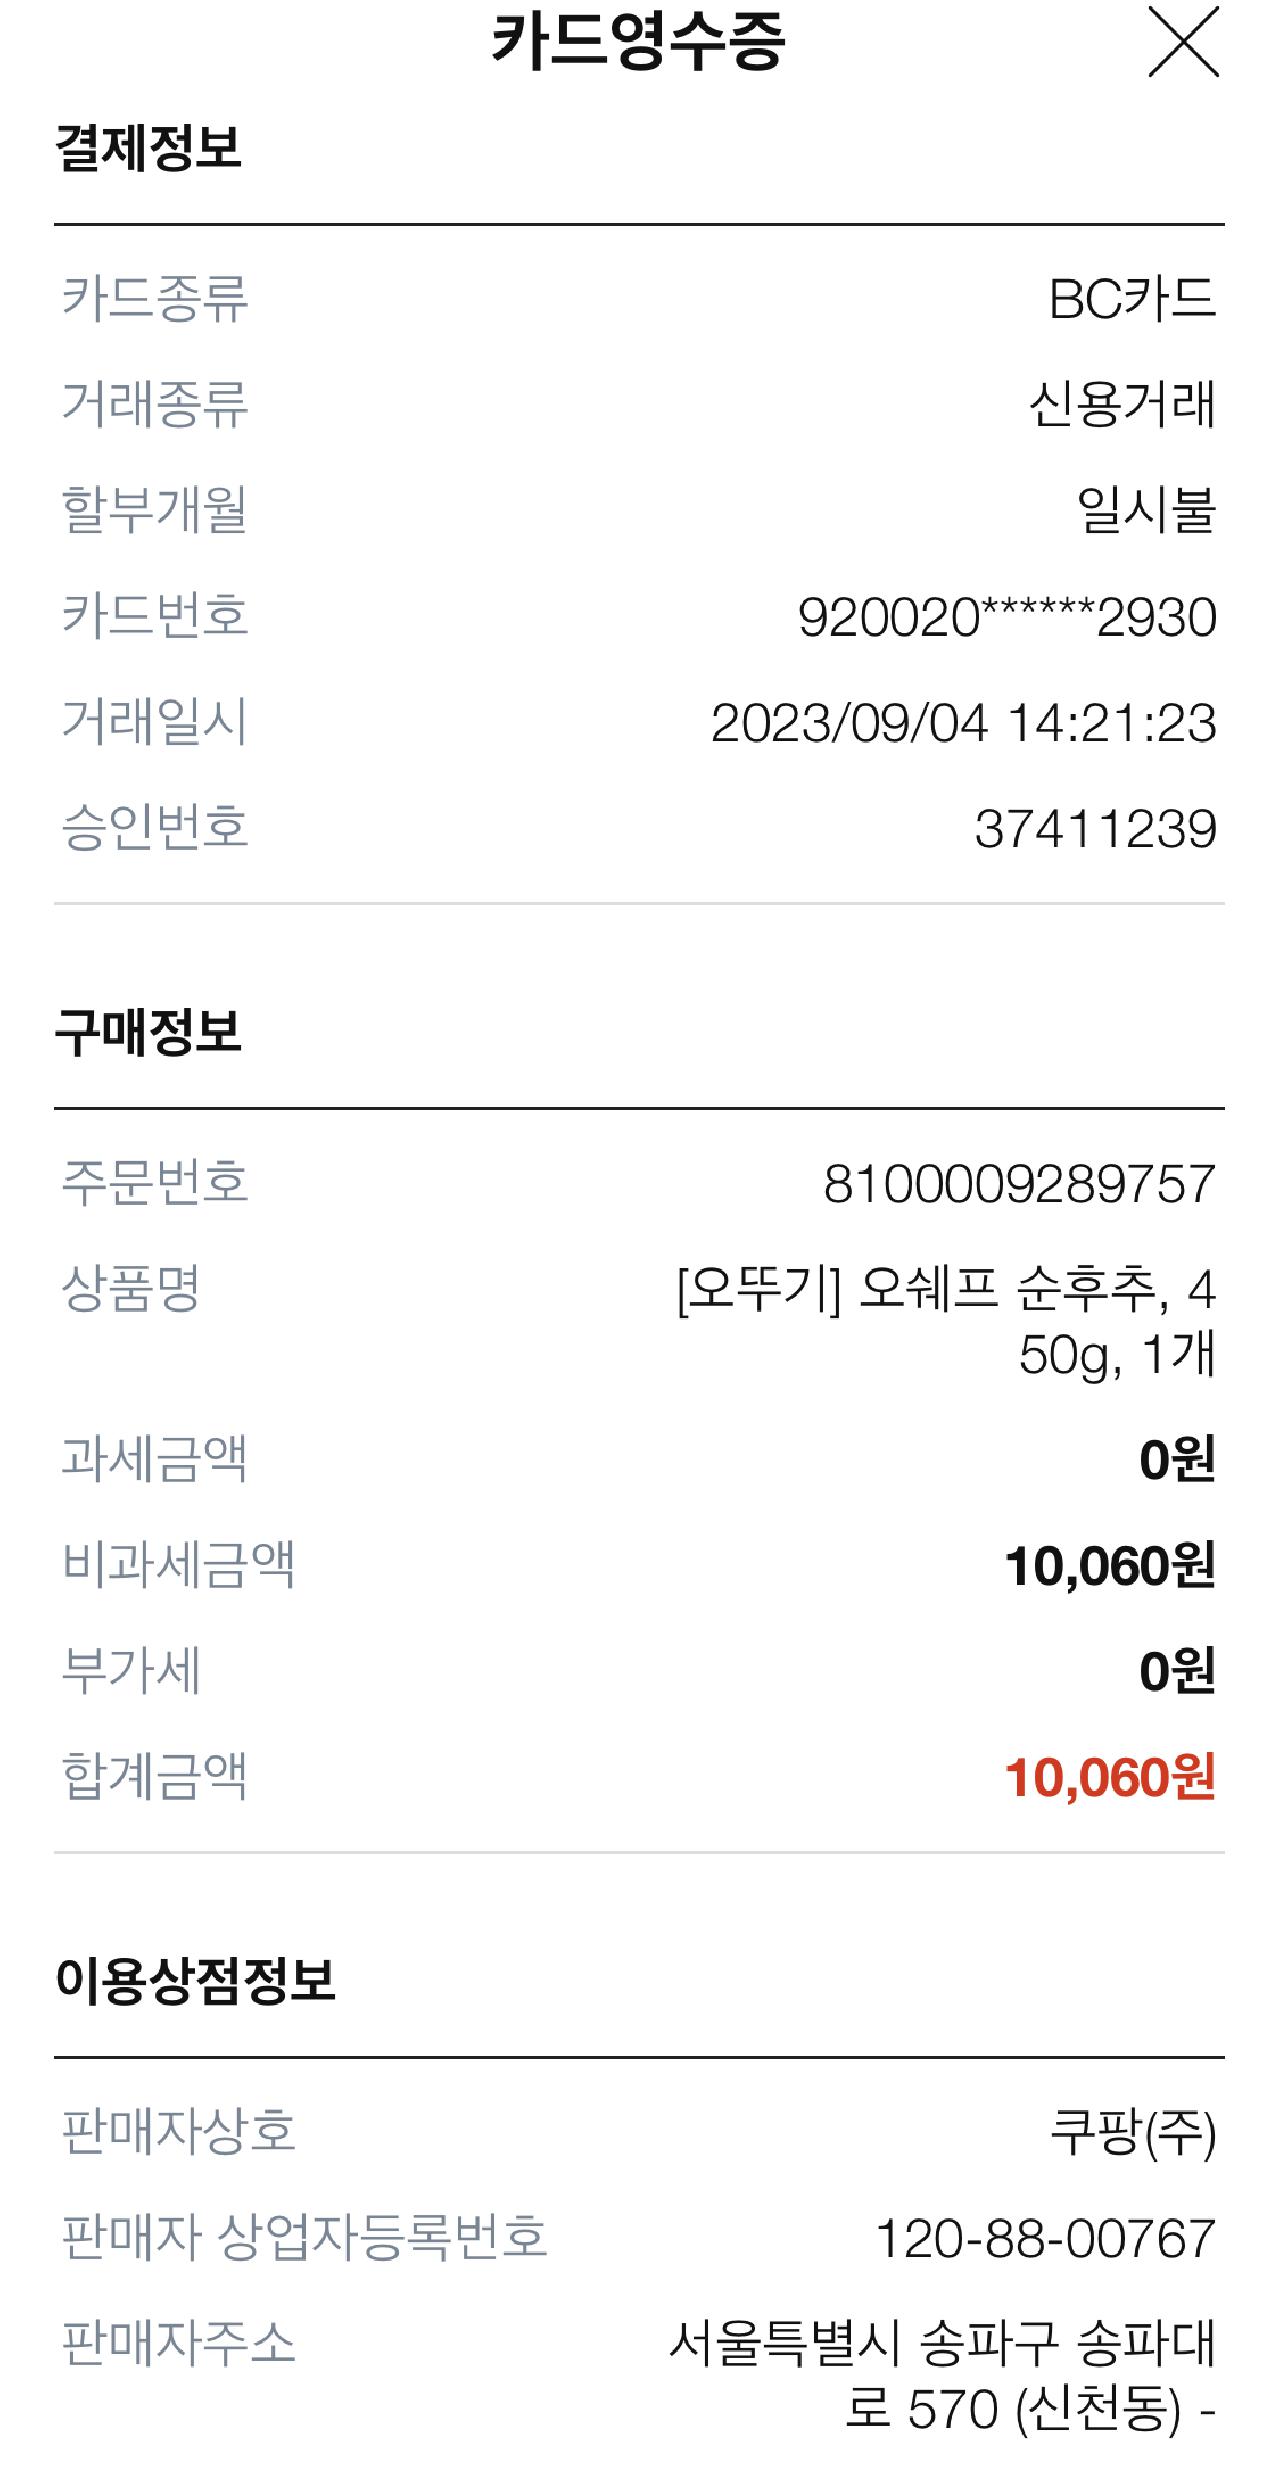 카드영수증
결제정보
카드종류 BC카드
거래종류 신용거래
할부개월 일시불
카드번호 920020******2930
거래일시 2023/09/04 14:21:23
승인번호 37411239
구매정보
주문번호 8100009289757
상품명 [오뚜기] 오쉐프 순후추, 4
50g, 1개
과세금액 0원
비과세금액 10,060원
부가세 0원
합계금액 10,060원
이용상점정보
판매자상호 쿠팡(주)
판매자 상업자등록번호 120-88-00767
판매자주소 서울특별시 송파구 송파대
로 570 (신천동) -